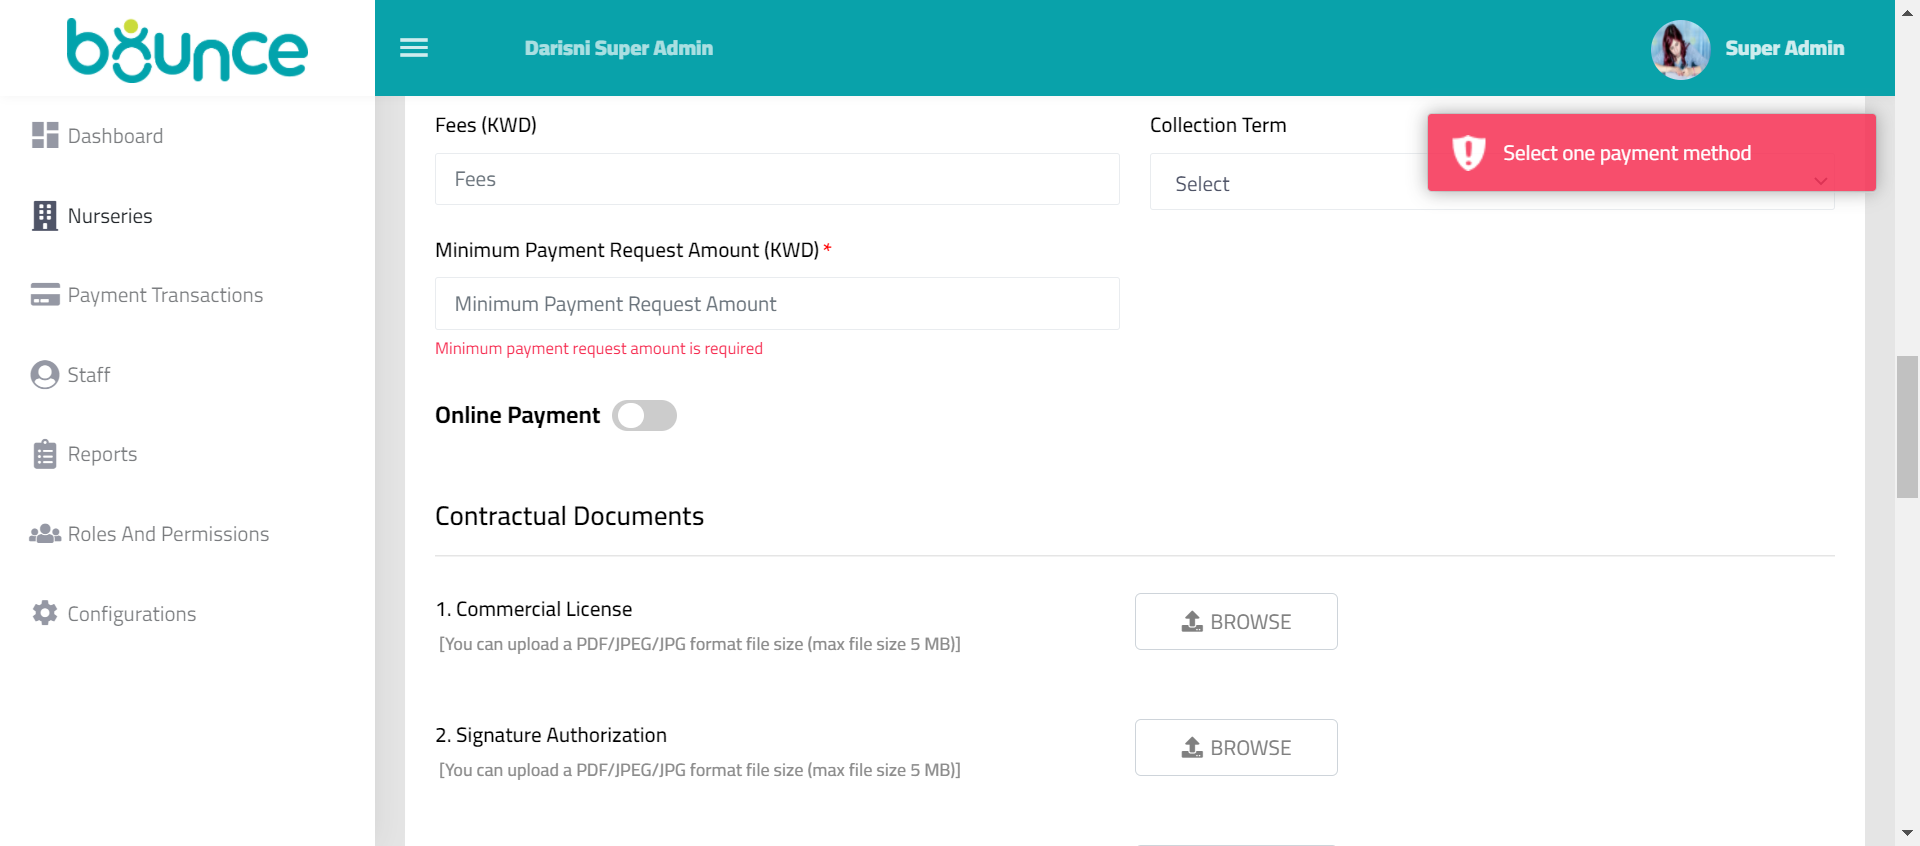 bounce
Darisni Super Admin
Super Admin
Dashboard
Nurseries
Payment Transactions
Staff
Reports
Roles And Permissions
Configurations
Fees (KWD)
Fees
Collection Term
Select
Select one payment method
Minimum Payment Request Amount (KWD) *
Minimum Payment Request Amount
Minimum payment request amount is required
Online Payment
Contractual Documents
1. Commercial License
BROWSE
[You can upload a PDF/JPEG/JPG format file size (max file size 5 MB)]
2. Signature Authorization
BROWSE
[You can upload a PDF/JPEG/JPG format file size (max file size 5 MB)]